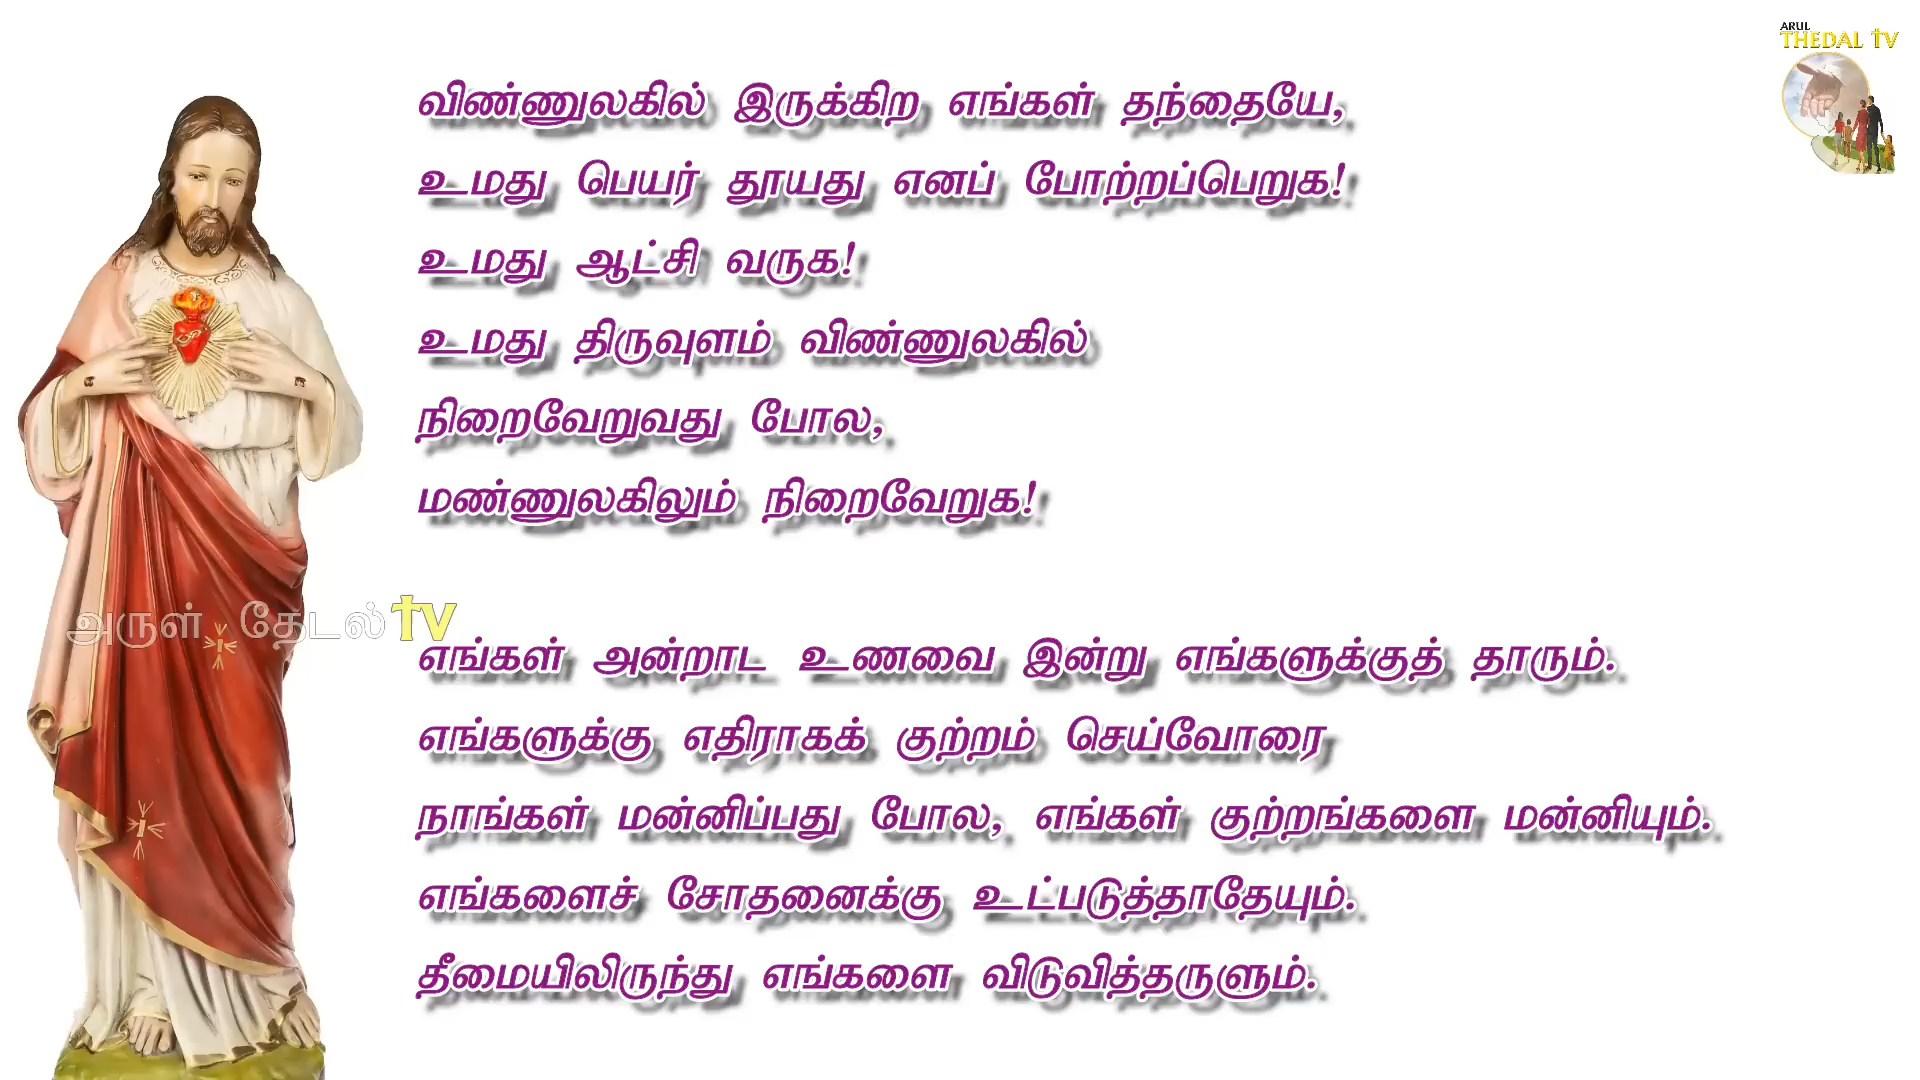 ARUL
THEDAL TV
விண்ணுலகில் இருக்கிற எங்கள் தந்தையே,
உமது பெயர் தூயது எனப் போற்றப்பெறுக!
உமது ஆட்சி வருக!
உமது திருவுளம் விண்ணுலகில்
நிறைவேறுவது போல,
மண்ணுலகிலும் நிறைவேறுக!
அருள் தேடல் TV
எங்கள் அன்றாட உணவை இன்று எங்களுக்குத் தாரும்.
எங்களுக்கு எதிராகக் குற்றம் செய்வோரை
நாங்கள் மன்னிப்பது போல, எங்கள் குற்றங்களை மன்னியும்.
எங்களைச் சோதனைக்கு உட்படுத்தாதேயும்.
தீமையிலிருந்து எங்களை விடுவித்தருளும்.